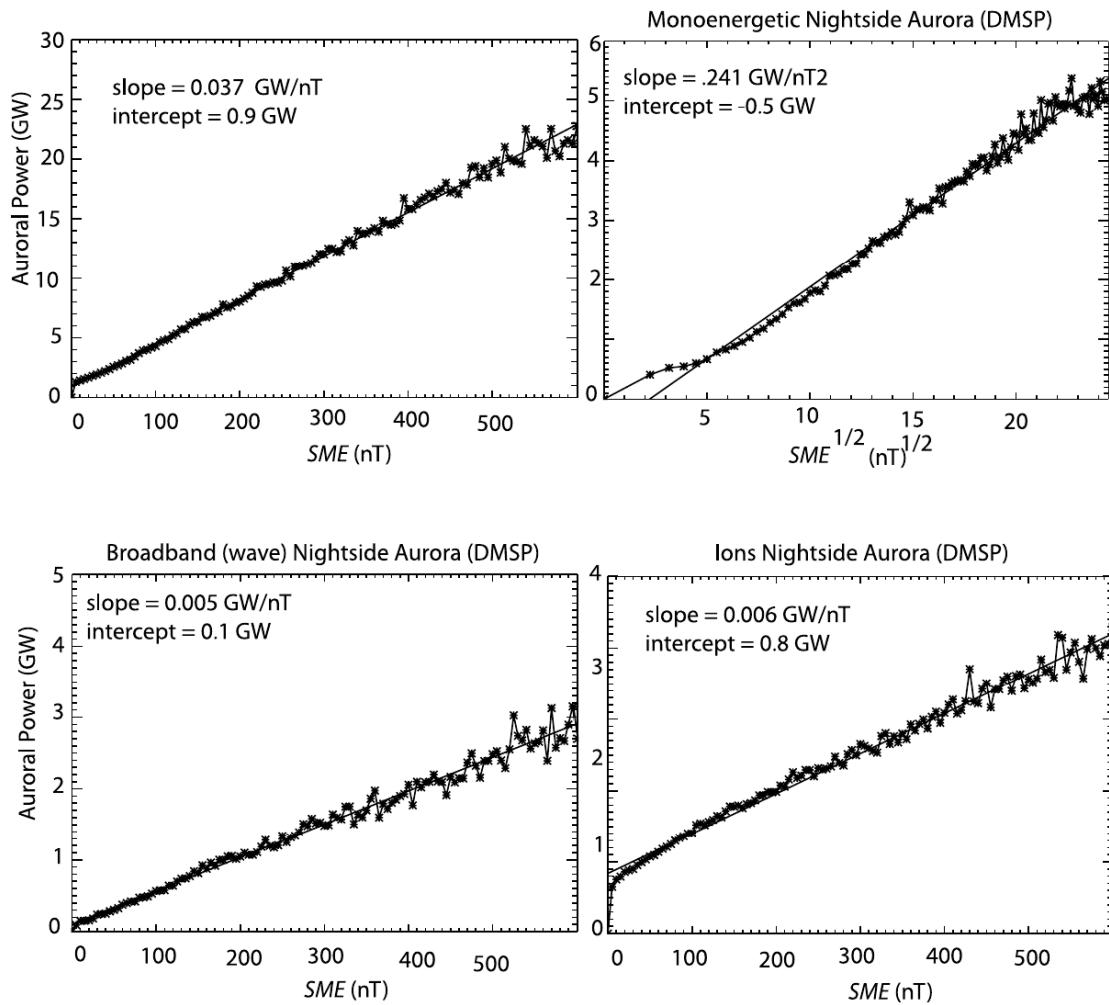 30
25
20
15
10
5
0
Auroral Power (GW)
slope = 0.037 GW/nT
intercept = 0.9 GW
0 100 200 300 400 500
SME (nT)
Monoenergetic Nightside Aurora (DMSP)
6
5
4
3
2
1
0
slope = .241 GW/nT2
intercept = -0.5 GW
5 10 15 20
SME 1/2 (nT) 1/2
Broadband (wave) Nightside Aurora (DMSP)
5
4
3
2
1
0
Auroral Power (GW)
slope = 0.005 GW/nT
intercept = 0.1 GW
0 100 200 300 400 500
SME (nT)
Ions Nightside Aurora (DMSP)
4
3
2
1
0
slope = 0.006 GW/nT
intercept = 0.8 GW
0 100 200 300 400 500
SME (nT)